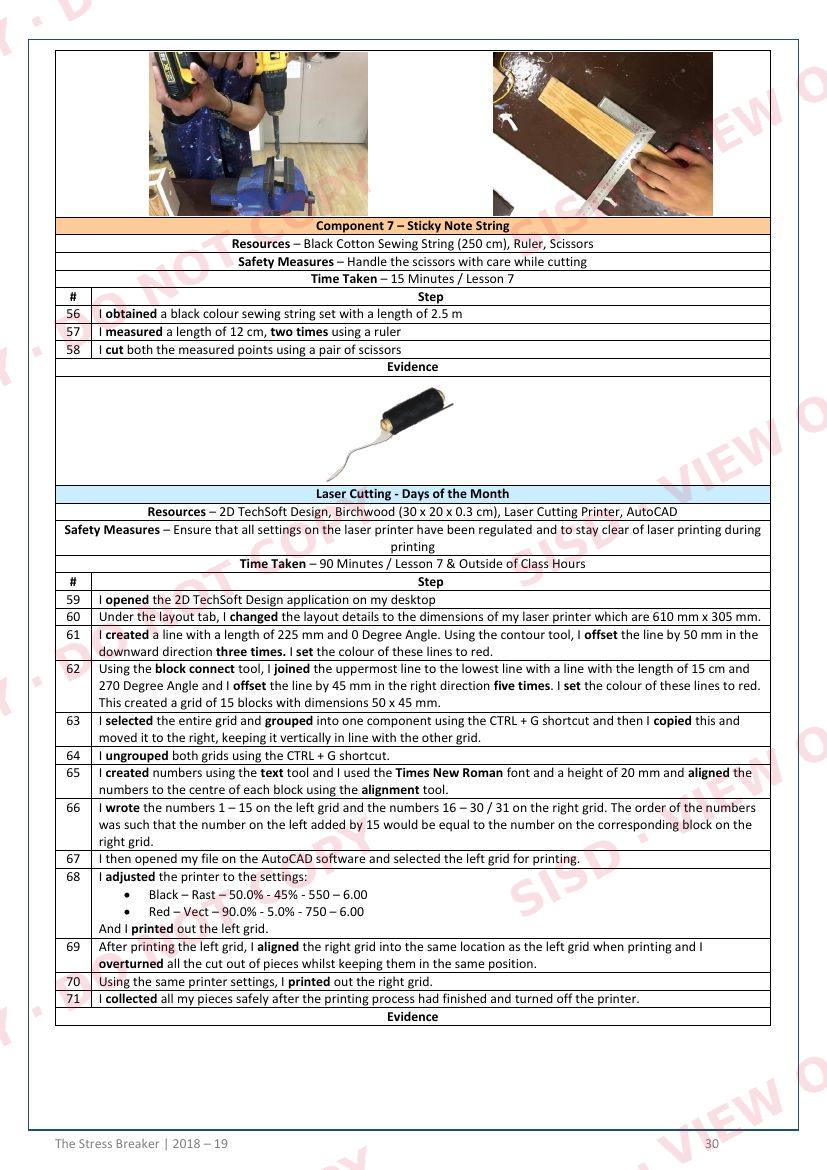 Component 7 – Sticky Note String
Resources – Black Cotton Sewing String (250 cm), Ruler, Scissors
Safety Measures – Handle the scissors with care while cutting
Time Taken – 15 Minutes / Lesson 7
# Step
56 I obtained a black colour sewing string set with a length of 2.5 m
57 I measured a length of 12 cm, two times using a ruler
58 I cut both the measured points using a pair of scissors
Evidence
Laser Cutting - Days of the Month
Resources – 2D TechSoft Design, Birchwood (30 x 20 x 0.3 cm), Laser Cutting Printer, AutoCAD
Safety Measures – Ensure that all settings on the laser printer have been regulated and to stay clear of laser printing during
printing
Time Taken – 90 Minutes / Lesson 7 & Outside of Class Hours
# Step
59 I opened the 2D TechSoft Design application on my desktop
60 Under the layout tab, I changed the layout details to the dimensions of my laser printer which are 610 mm x 305 mm.
61 I created a line with a length of 225 mm and 0 Degree Angle. Using the contour tool, I offset the line by 50 mm in the
downward direction three times. I set the colour of these lines to red.
62 Using the block connect tool, I joined the uppermost line to the lowest line with a line with the length of 15 cm and
270 Degree Angle and I offset the line by 45 mm in the right direction five times. I set the colour of these lines to red.
This created a grid of 15 blocks with dimensions 50 x 45 mm.
63 I selected the entire grid and grouped into one component using the CTRL + G shortcut and then I copied this and
moved it to the right, keeping it vertically in line with the other grid.
64 I ungrouped both grids using the CTRL + G shortcut.
65 I created numbers using the text tool and I used the Times New Roman font and a height of 20 mm and aligned the
numbers to the centre of each block using the alignment tool.
66 I wrote the numbers 1 – 15 on the left grid and the numbers 16 – 30 / 31 on the right grid. The order of the numbers
was such that the number on the left added by 15 would be equal to the number on the corresponding block on the
right grid.
67 I then opened my file on the AutoCAD software and selected the left grid for printing.
68 I adjusted the printer to the settings:
• Black – Rast – 50.0% - 45% - 550 – 6.00
• Red – Vect – 90.0% - 5.0% - 750 – 6.00
And I printed out the left grid.
69 After printing the left grid, I aligned the right grid into the same location as the left grid when printing and I
overturned all the cut out of pieces whilst keeping them in the same position.
70 Using the same printer settings, I printed out the right grid.
71 I collected all my pieces safely after the printing process had finished and turned off the printer.
Evidence
The Stress Breaker | 2018 – 19 30
SISD · VIEW O
Y · DO NOT COPY
SISD · VIEW O
Y · DO NOT COPY
SISD · VIEW O
Y · DO NOT COPY